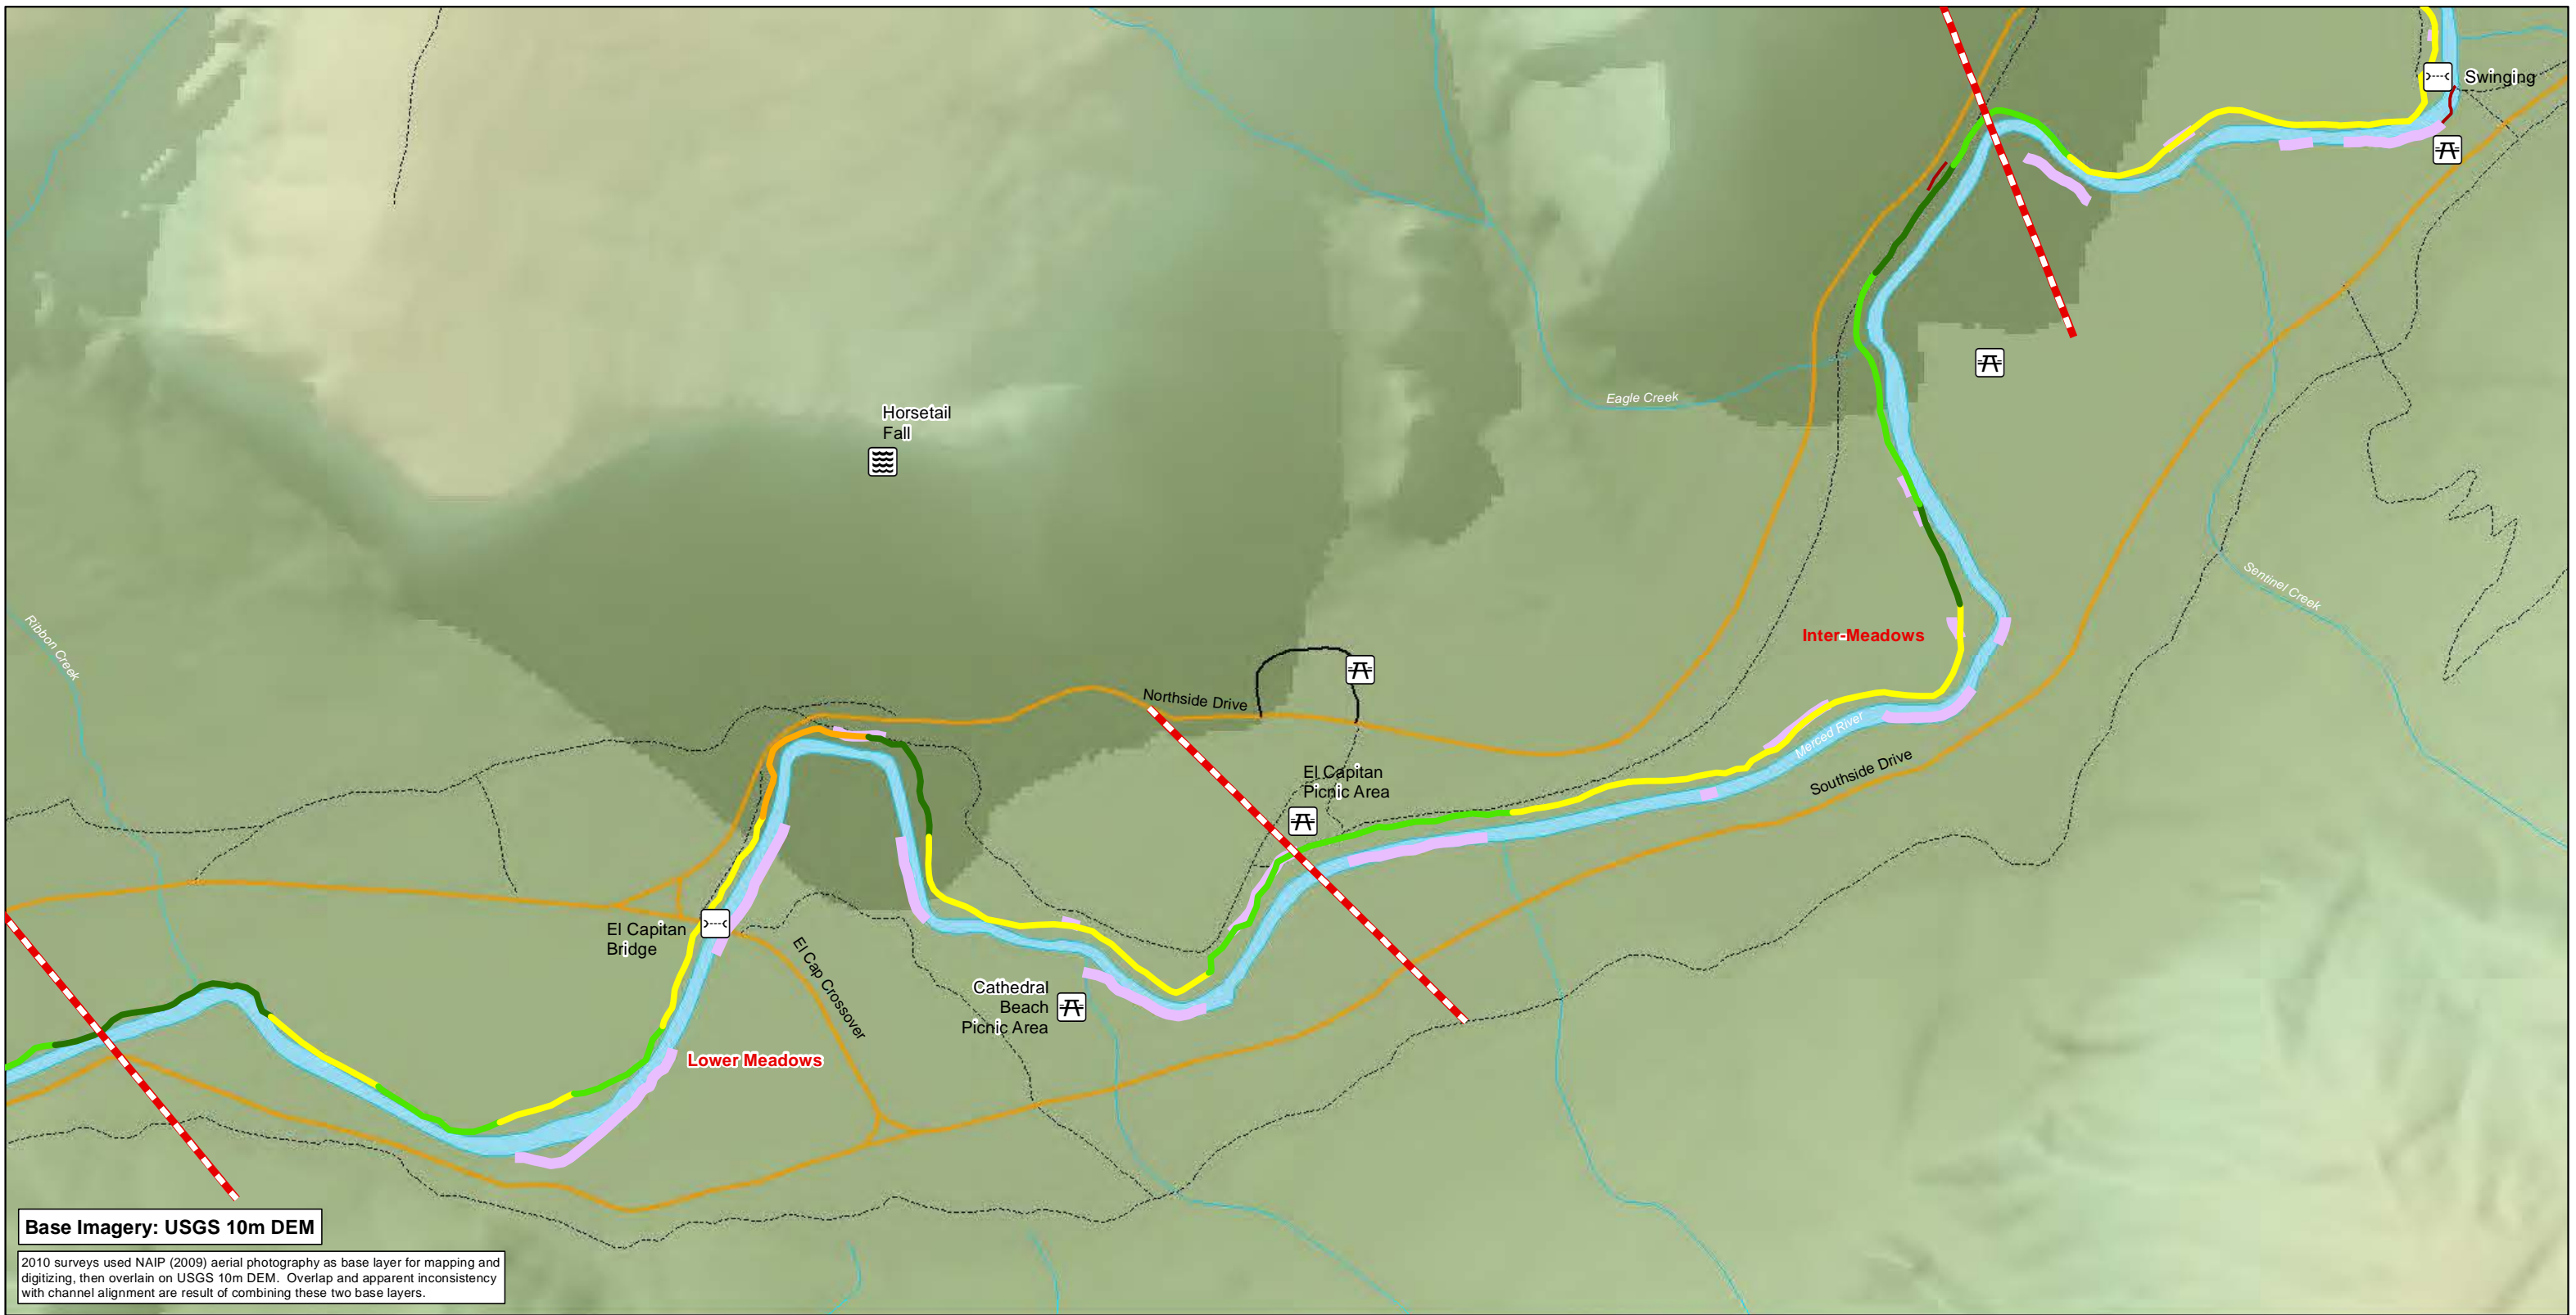 Swinging
Horsetail
Fall
Eagle Creek
Sentinel Creek
Ribbon Creek
Inter-Meadows
Northside Drive
Merced River
Southside Drive
El Capitan
Picnic Area
El Capitan
Bridge
El Cap Crossover
Cathedral
Beach
Picnic Area
Lower Meadows
Base Imagery: USGS 10m DEM
2010 surveys used NAIP (2009) aerial photography as base layer for mapping and
digitizing, then overlain on USGS 10m DEM. Overlap and apparent inconsistency
with channel alignment are result of combining these two base layers.